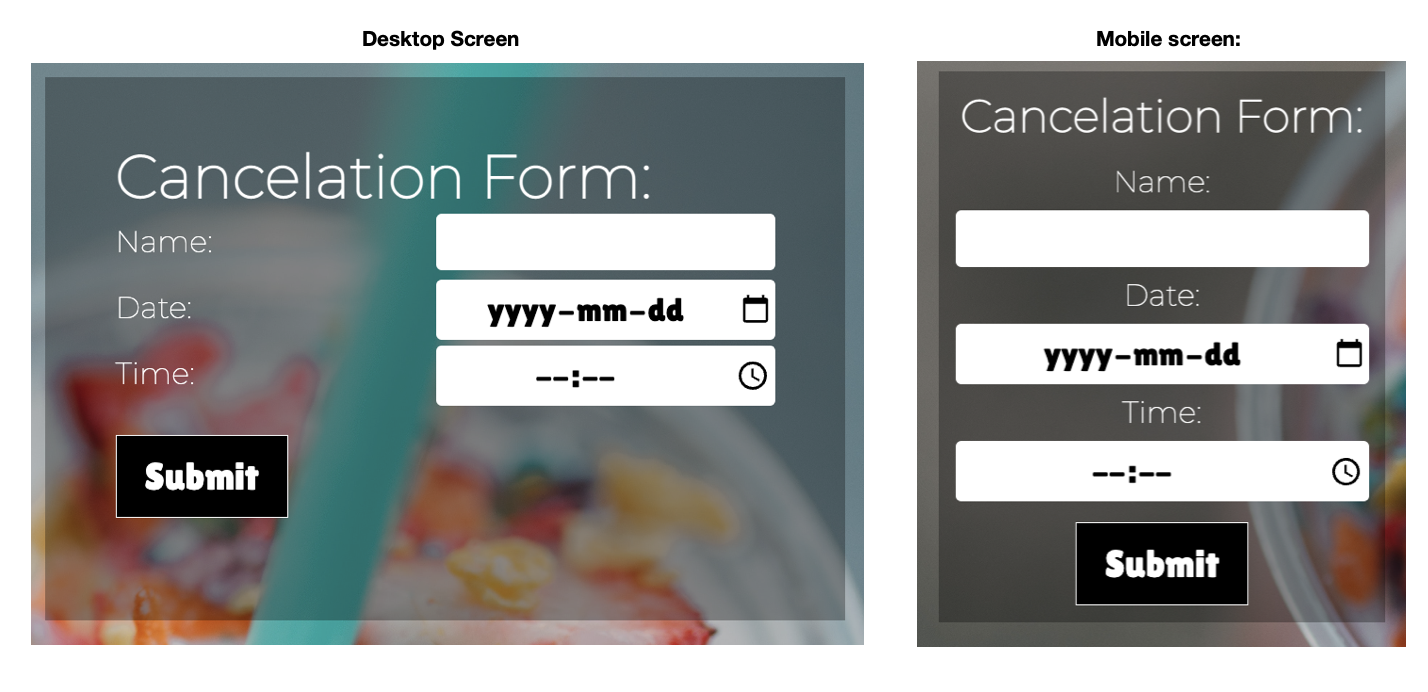 Desktop Screen
Cancelation Form:
Name:
Date:
yyyy-mm-dd
Time:
--:--
Submit
Mobile screen:
Cancelation Form:
Name:
Date:
yyyy-mm-dd
Time:
--:--
Submit